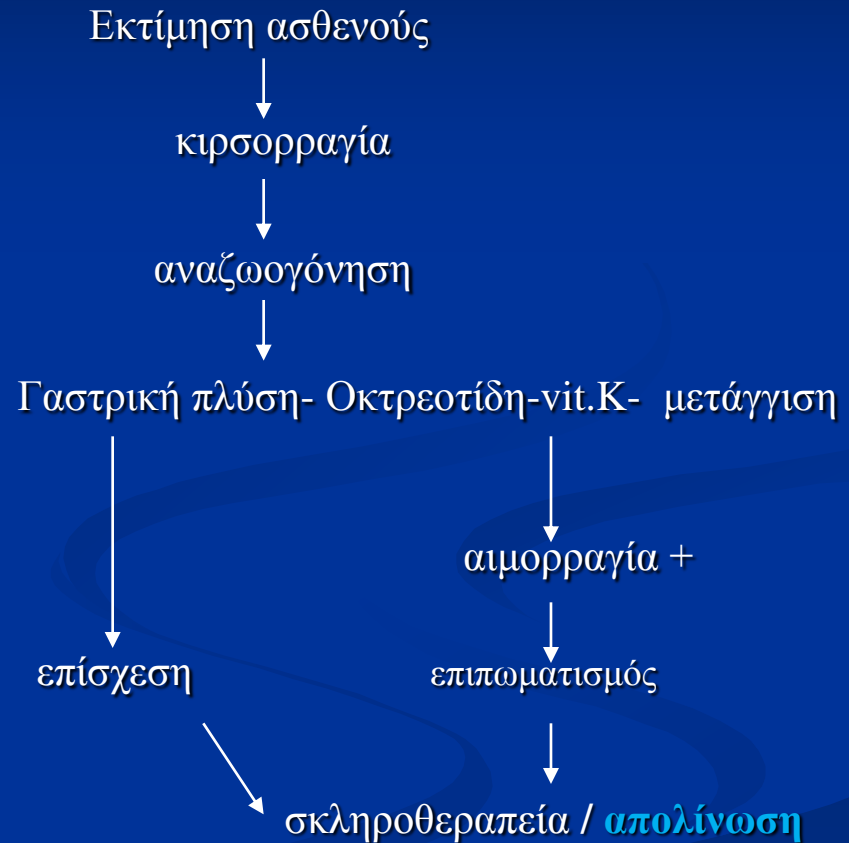 Εκτίμηση ασθενούς
κιρσορραγία
αναζωογόνηση
Γαστρική πλύση- Οκτρεοτίδη-vit.K- μετάγγιση
αιμορραγία +
επίσχεση
επιπωματισμός
σκληροθεραπεία / απολίνωση